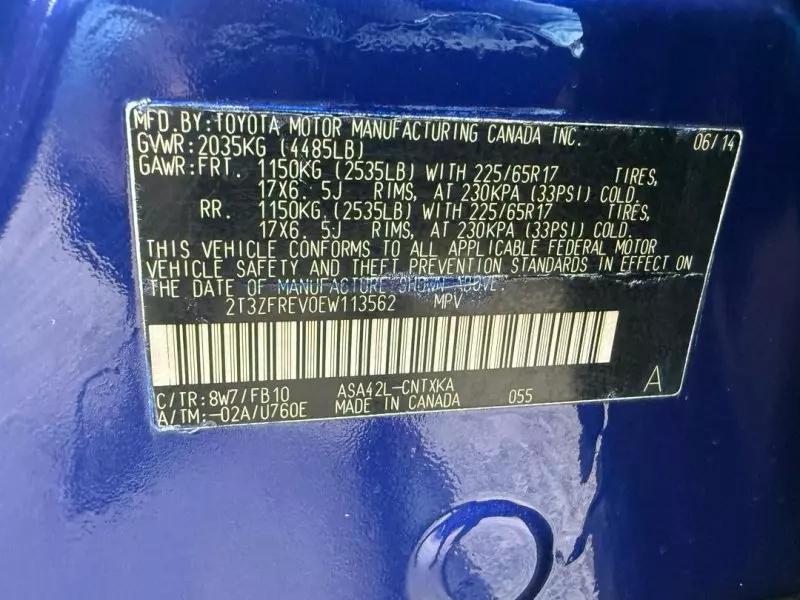 MFD. BY: TOYOTA MOTOR MANUFACTURING CANADA INC. 06/14
GVWR: 2035KG (4485LB)
GAWR: FRT. 1150KG (2535LB) WITH 225/65R17 TIRES,
17X6. 5J RIMS, AT 230KPA (33PSI) COLD.
RR. 1150KG (2535LB) WITH 225/65R17 TIRES,
17X6. 5J RIMS, AT 230KPA (33PSI) COLD.
THIS VEHICLE CONFORMS TO ALL APPLICABLE FEDERAL MOTOR
VEHICLE SAFETY AND THEFT PREVENTION STANDARDS IN EFFECT ON
THE DATE OF MANUFACTURE SHOWN ABOVE.
2T3ZFREV0EW113562 MPV
C/TR: 8W7/FB10 ASA42L-CNTXKA A
A/TM: -02A/U760E MADE IN CANADA 055